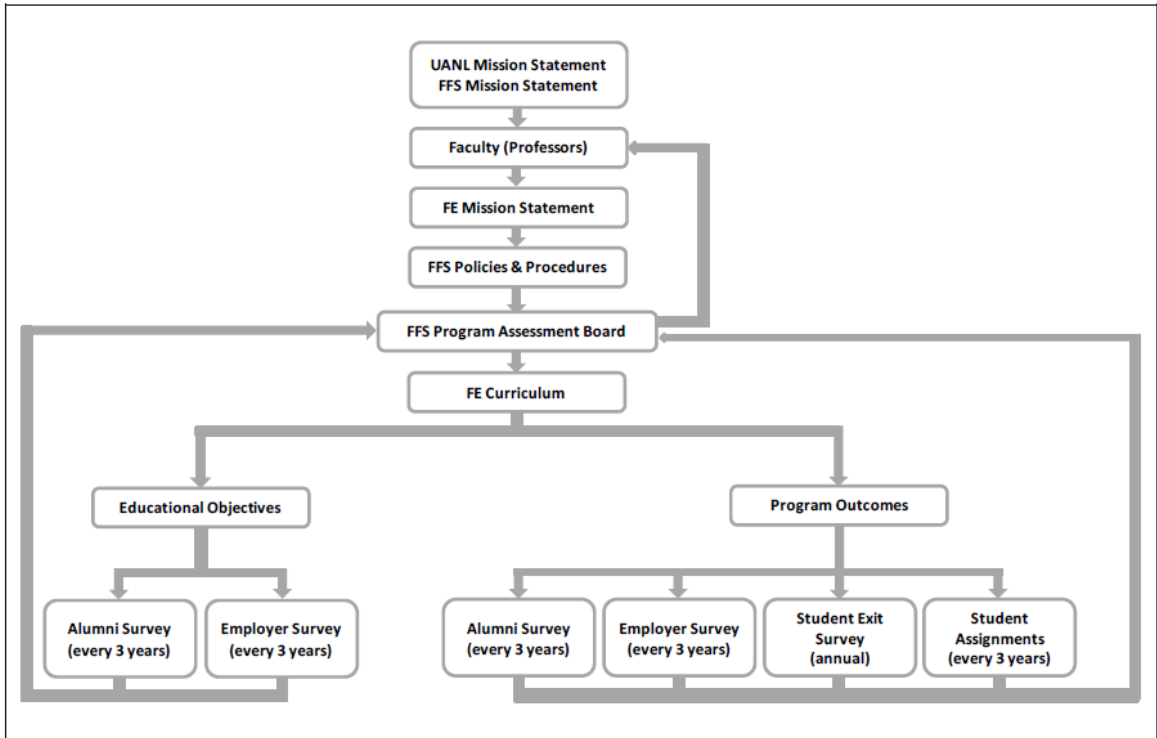 UANL Mission Statement
FFS Mission Statement
Faculty (Professors)
FE Mission Statement
FFS Policies & Procedures
FFS Program Assessment Board
FE Curriculum
Educational Objectives
Program Outcomes
Alumni Survey
(every 3 years)
Employer Survey
(every 3 years)
Alumni Survey
(every 3 years)
Employer Survey
(every 3 years)
Student Exit
Survey
(annual)
Student
Assignments
(every 3 years)